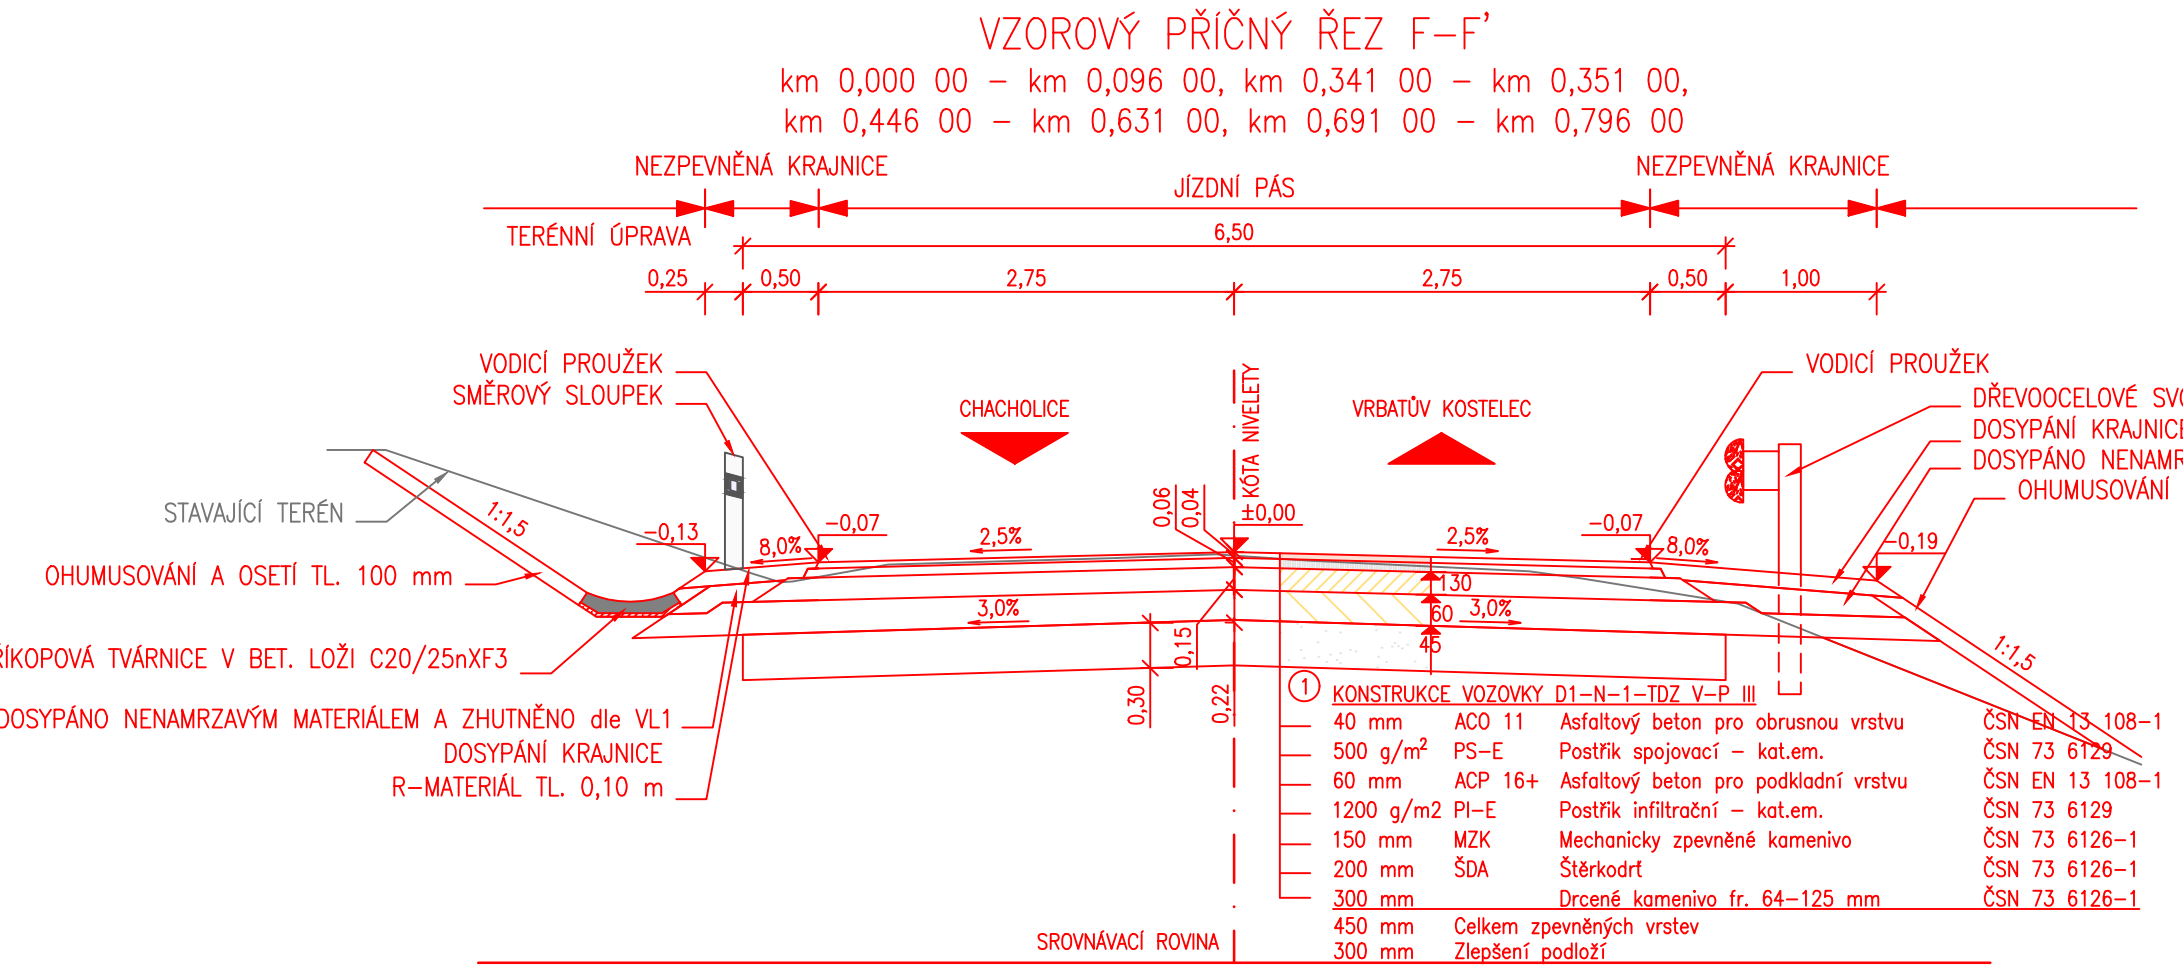 VZOROVÝ PŘÍČNÝ ŘEZ F-F'
km 0,000 00 - km 0,096 00, km 0,341 00 - km 0,351 00,
km 0,446 00 - km 0,631 00, km 0,691 00 - km 0,796 00
NEZPEVNĚNÁ KRAJNICE
JÍZDNÍ PÁS
NEZPEVNĚNÁ KRAJNICE
TERÉNNÍ ÚPRAVA
6,50
0,25 0,50 2,75 2,75 0,50 1,00
VODICÍ PROUŽEK
SMĚROVÝ SLOUPEK
CHACHOLICE
KÓTA NIVELETY
VRBATŮV KOSTELEC
VODICÍ PROUŽEK
DŘEVOOCELOVÉ
DOSYPÁNÍ KRAJNICE
DOSYPÁNO
OHUMUSOVÁNÍ
STAVAJÍCÍ TERÉN
1:1,5
-0,13
8,0%
-0,07
2,5%
0,06
0,04
±0,00
2,5%
-0,07
8,0%
-0,19
OHUMUSOVÁNÍ A OSETÍ TL. 100 mm
3,0%
0,15
130
60
45
3,0%
1:1,5
TVÁRNICE V BET. LOŽI C20/25nXF3
0,30
0,22
DOSYPÁNO NENAMRZAVÝM MATERIÁLEM A ZHUTNĚNO dle VL1
DOSYPÁNÍ KRAJNICE
R-MATERIÁL TL. 0,10 m
1 KONSTRUKCE VOZOVKY D1-N-1-TDZ V-P III
40 mm ACO 11 Asfaltový beton pro obrusnou vrstvu ČSN EN 13 108-1
500 g/m² PS-E Postřik spojovací - kat.em. ČSN 73 6129
60 mm ACP 16+ Asfaltový beton pro podkladní vrstvu ČSN EN 13 108-1
1200 g/m2 PI-E Postřik infiltrační - kat.em. ČSN 73 6129
150 mm MZK Mechanicky zpevněné kamenivo ČSN 73 6126-1
200 mm ŠDA Štěrkodrť ČSN 73 6126-1
300 mm Drcené kamenivo fr. 64-125 mm ČSN 73 6126-1
450 mm Celkem zpevněných vrstev
300 mm Zlepšení podloží
SROVNÁVACÍ ROVINA